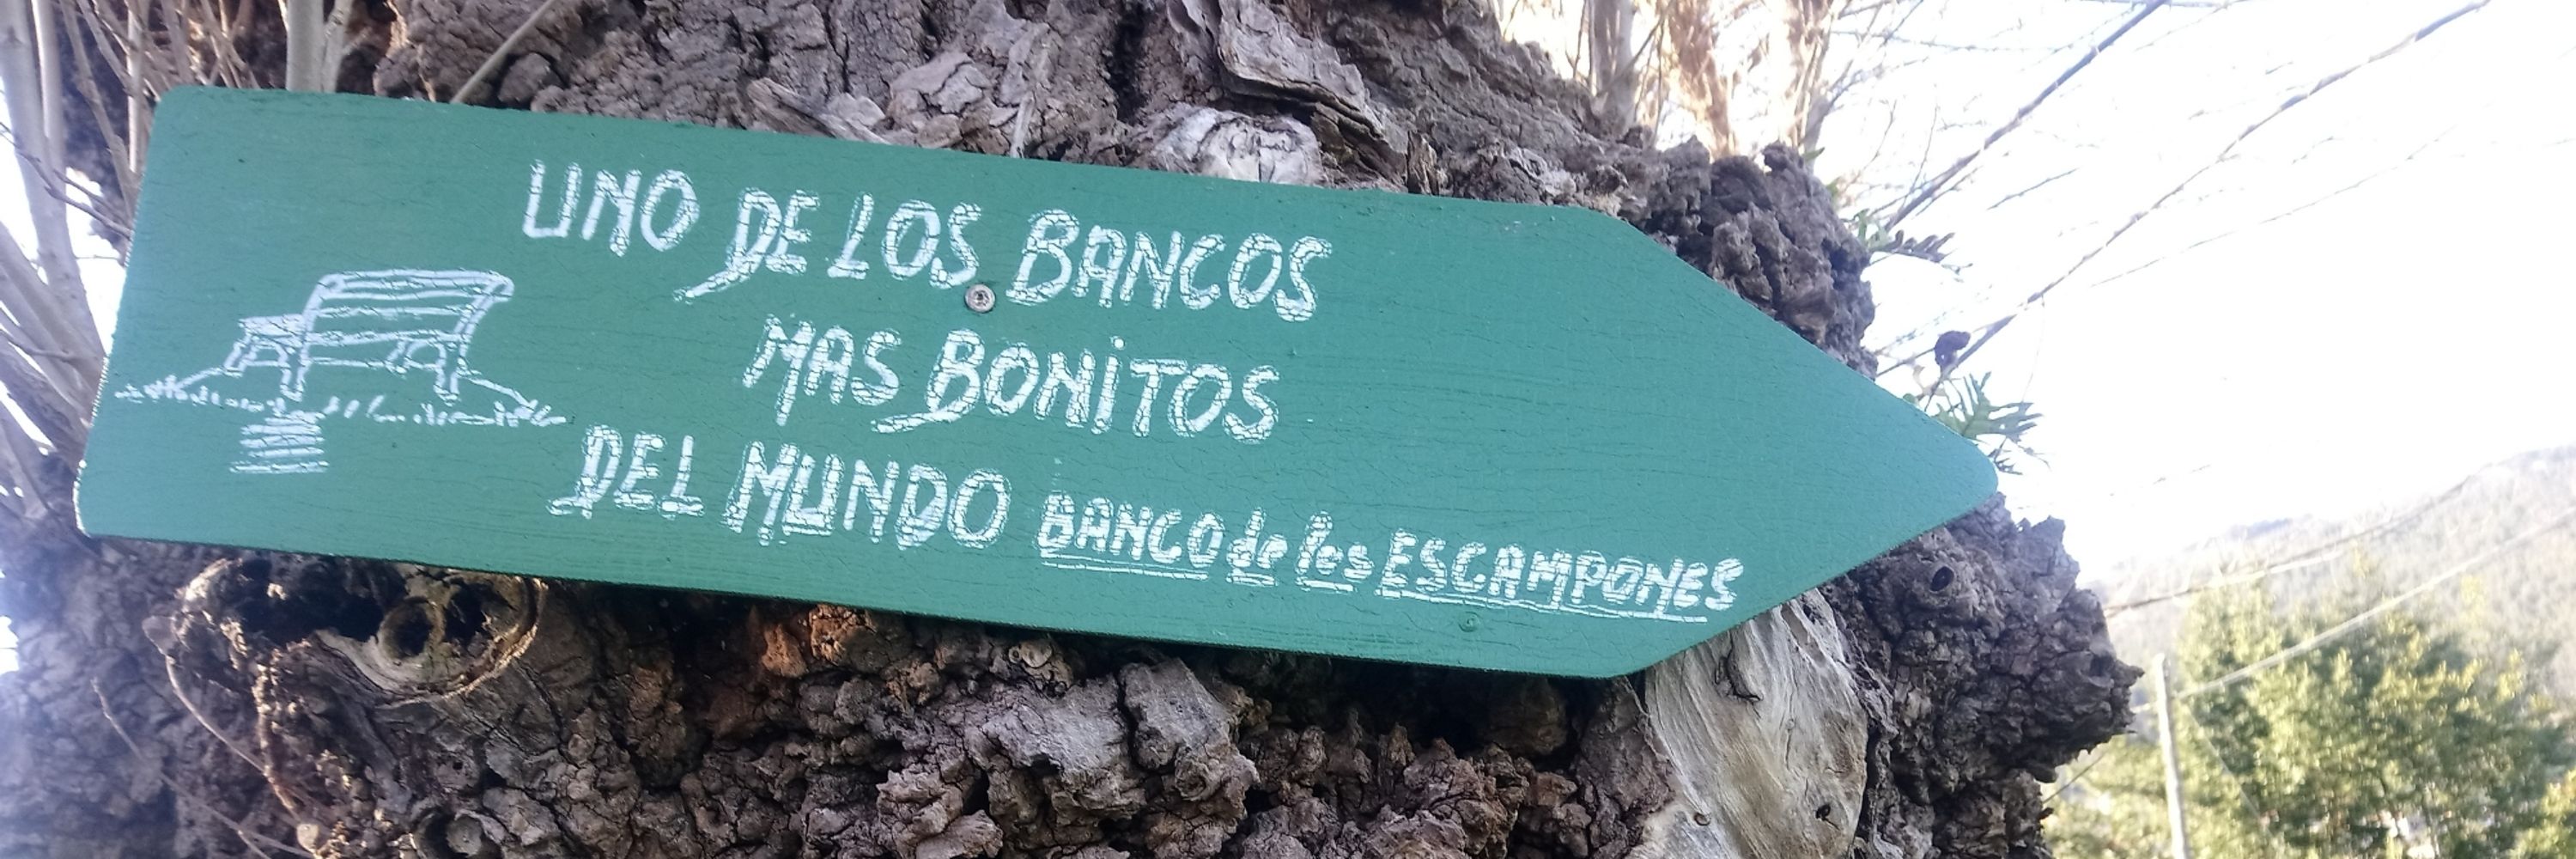 UNO DE LOS BANCOS
MAS BONiTOS
DEL MUNDO BANCO de los ESCAMPONES